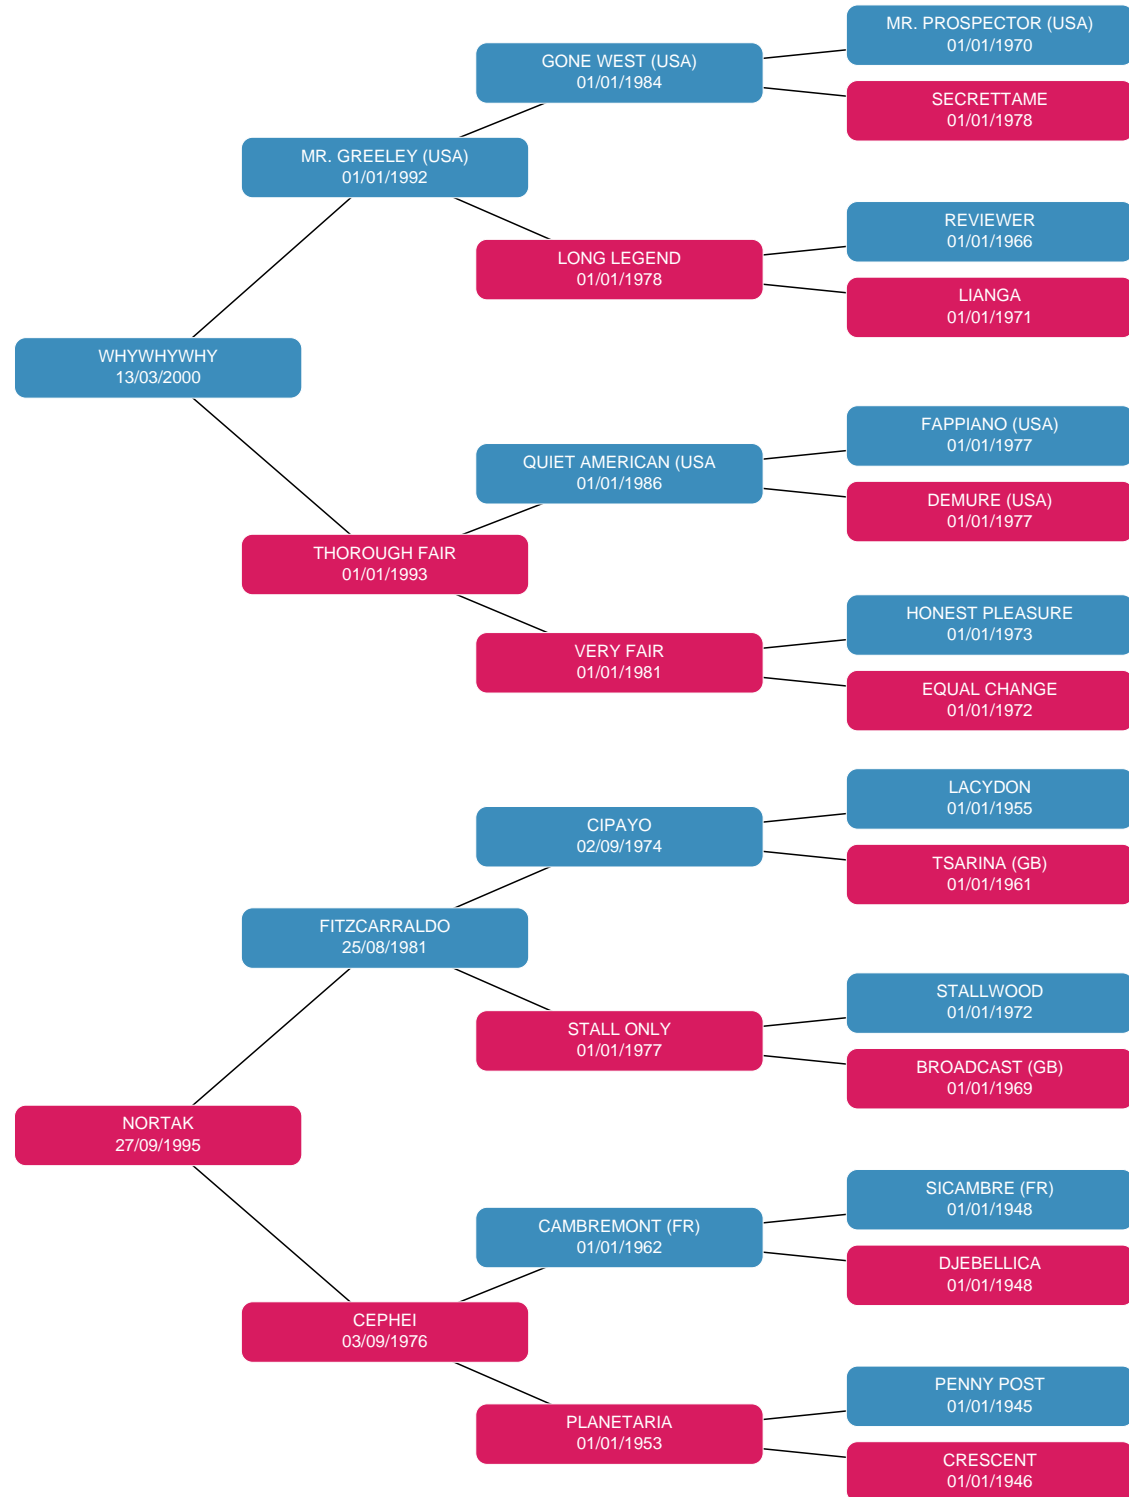 MR. PROSPECTOR (USA)
01/01/1970
GONE WEST (USA)
01/01/1984
SECRETTAME
01/01/1978
MR. GREELEY (USA)
01/01/1992
REVIEWER
01/01/1966
LONG LEGEND
01/01/1978
LIANGA
01/01/1971
WHYWHYWHY
13/03/2000
FAPPIANO (USA)
01/01/1977
QUIET AMERICAN (USA
01/01/1986
DEMURE (USA)
01/01/1977
THOROUGH FAIR
01/01/1993
HONEST PLEASURE
01/01/1973
VERY FAIR
01/01/1981
EQUAL CHANGE
01/01/1972
LACYDON
01/01/1955
CIPAYO
02/09/1974
TSARINA (GB)
01/01/1961
FITZCARRALDO
25/08/1981
STALLWOOD
01/01/1972
STALL ONLY
01/01/1977
BROADCAST (GB)
01/01/1969
NORTAK
27/09/1995
SICAMBRE (FR)
01/01/1948
CAMBREMONT (FR)
01/01/1962
DJEBELLICA
01/01/1948
CEPHEI
03/09/1976
PENNY POST
01/01/1945
PLANETARIA
01/01/1953
CRESCENT
01/01/1946